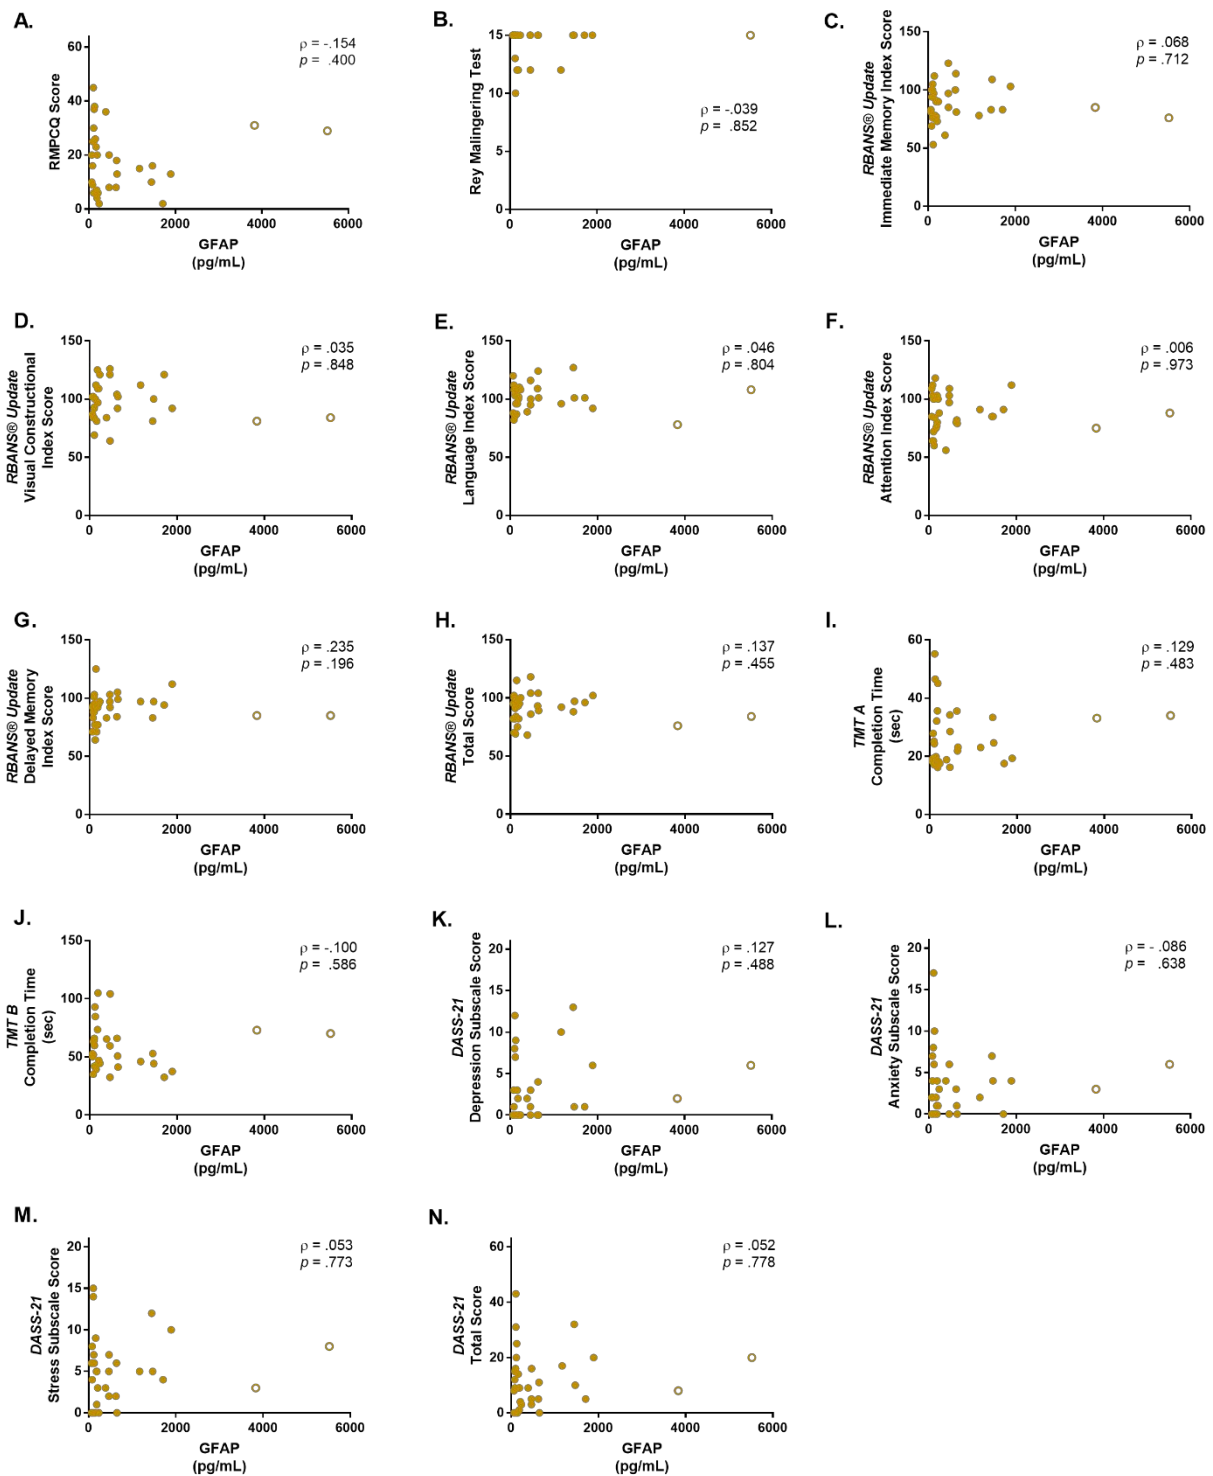 A.
RMPCQ Score
60
40
20
0
0 2000 4000 6000
GFAP
(pg/mL)
ρ = -.154
p = .400
B.
Rey Malingering Test
15
10
5
0
0 2000 4000 6000
GFAP
(pg/mL)
ρ = -.039
p = .852
C.
RBANS® Update
Immediate Memory Index Score
150
100
50
0
0 2000 4000 6000
GFAP
(pg/mL)
ρ = .068
p = .712
D.
RBANS® Update
Visual Constructional
Index Score
150
100
50
0
0 2000 4000 6000
GFAP
(pg/mL)
ρ = .035
p = .848
E.
RBANS® Update
Language Index Score
150
100
50
0
0 2000 4000 6000
GFAP
(pg/mL)
ρ = .046
p = .804
F.
RBANS® Update
Attention Index Score
150
100
50
0
0 2000 4000 6000
GFAP
(pg/mL)
ρ = .006
p = .973
G.
RBANS® Update
Delayed Memory
Index Score
150
100
50
0
0 2000 4000 6000
GFAP
(pg/mL)
ρ = .235
p = .196
H.
RBANS® Update
Total Score
150
100
50
0
0 2000 4000 6000
GFAP
(pg/mL)
ρ = .137
p = .455
I.
TMT A
Completion Time
(sec)
60
40
20
0
0 2000 4000 6000
GFAP
(pg/mL)
ρ = .129
p = .483
J.
TMT B
Completion Time
(sec)
150
100
50
0
0 2000 4000 6000
GFAP
(pg/mL)
ρ = -.100
p = .586
K.
DASS-21
Depression Subscale Score
20
15
10
5
0
0 2000 4000 6000
GFAP
(pg/mL)
ρ = .127
p = .488
L.
DASS-21
Anxiety Subscale Score
20
15
10
5
0
0 2000 4000 6000
GFAP
(pg/mL)
ρ = - .086
p = .638
M.
DASS-21
Stress Subscale Score
20
15
10
5
0
0 2000 4000 6000
GFAP
(pg/mL)
ρ = .053
p = .773
N.
DASS-21
Total Score
60
40
20
0
0 2000 4000 6000
GFAP
(pg/mL)
ρ = .052
p = .778